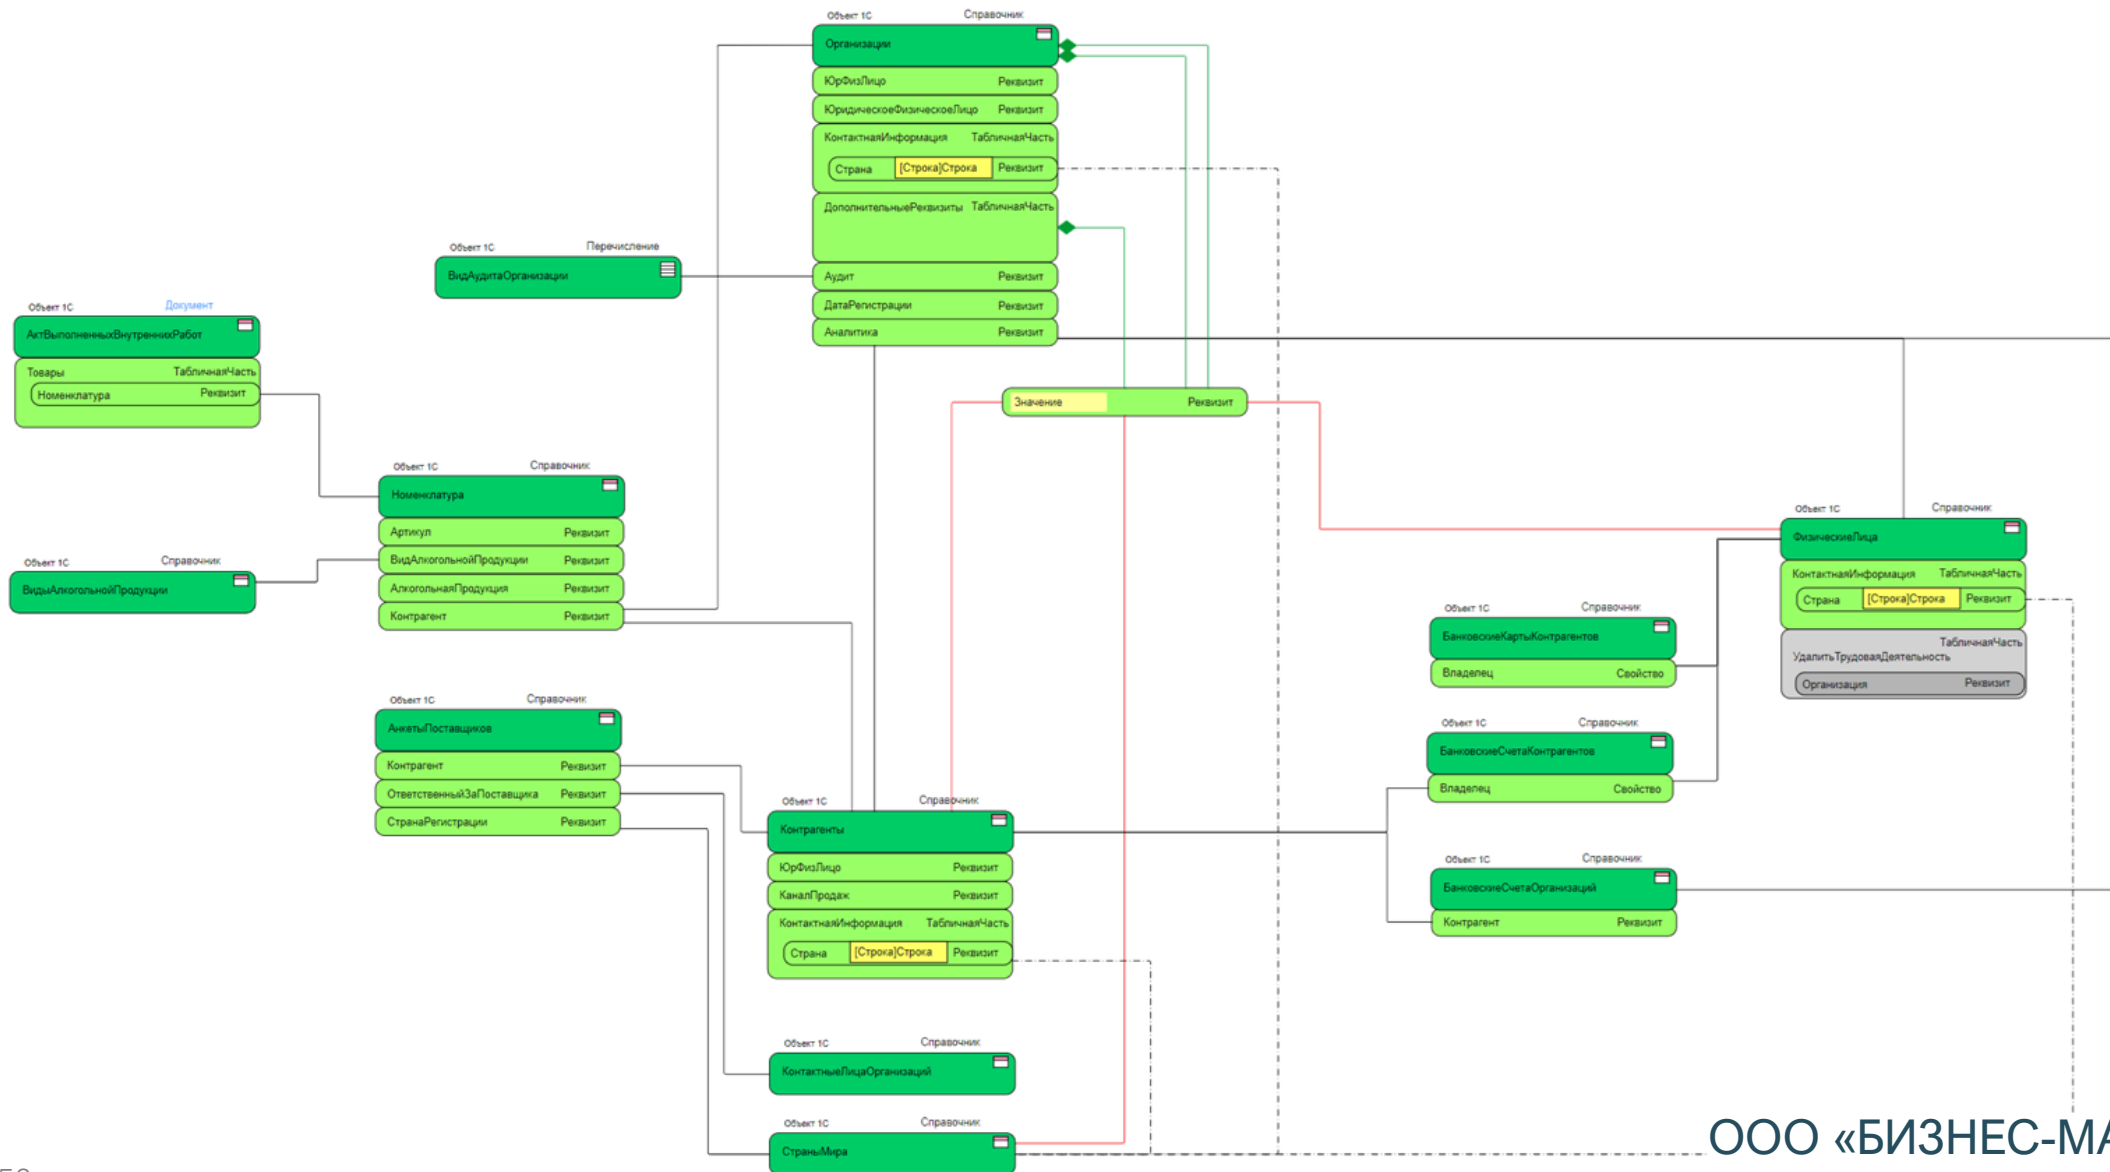 Объект 1С Справочник
Организации
ЮрФизЛицо Реквизит
ЮридическоеФизическоеЛицо Реквизит
КонтактнаяИнформация ТабличнаяЧасть
Страна [Строка]Строка Реквизит
ДополнительныеРеквизиты ТабличнаяЧасть
Аудит Реквизит
ДатаРегистрации Реквизит
Аналитика Реквизит
Объект 1С Перечисление
ВидАудитаОрганизации
Объект 1С Документ
АктВыполненныхВнутреннихРабот
Товары ТабличнаяЧасть
Номенклатура Реквизит
Значение Реквизит
Объект 1С Справочник
Номенклатура
Артикул Реквизит
ВидАлкогольнойПродукции Реквизит
АлкогольнаяПродукция Реквизит
Контрагент Реквизит
Объект 1С Справочник
ВидыАлкогольнойПродукции
Объект 1С Справочник
ФизическиеЛица
КонтактнаяИнформация ТабличнаяЧасть
Страна [Строка]Строка Реквизит
ТабличнаяЧасть
УдалитьТрудоваяДеятельность
Организация Реквизит
Объект 1С Справочник
БанковскиеКартыКонтрагентов
Владелец Свойство
Объект 1С Справочник
БанковскиеСчетаКонтрагентов
Владелец Свойство
Объект 1С Справочник
БанковскиеСчетаОрганизаций
Контрагент Реквизит
Объект 1С Справочник
АнкетыПоставщиков
Контрагент Реквизит
ОтветственныйЗаПоставщика Реквизит
СтранаРегистрации Реквизит
Объект 1С Справочник
Контрагенты
ЮрФизЛицо Реквизит
КаналПродаж Реквизит
КонтактнаяИнформация ТабличнаяЧасть
Страна [Строка]Строка Реквизит
Объект 1С Справочник
КонтактныеЛицаОрганизаций
Объект 1С Справочник
СтраныМира
ООО «БИЗНЕС-МА